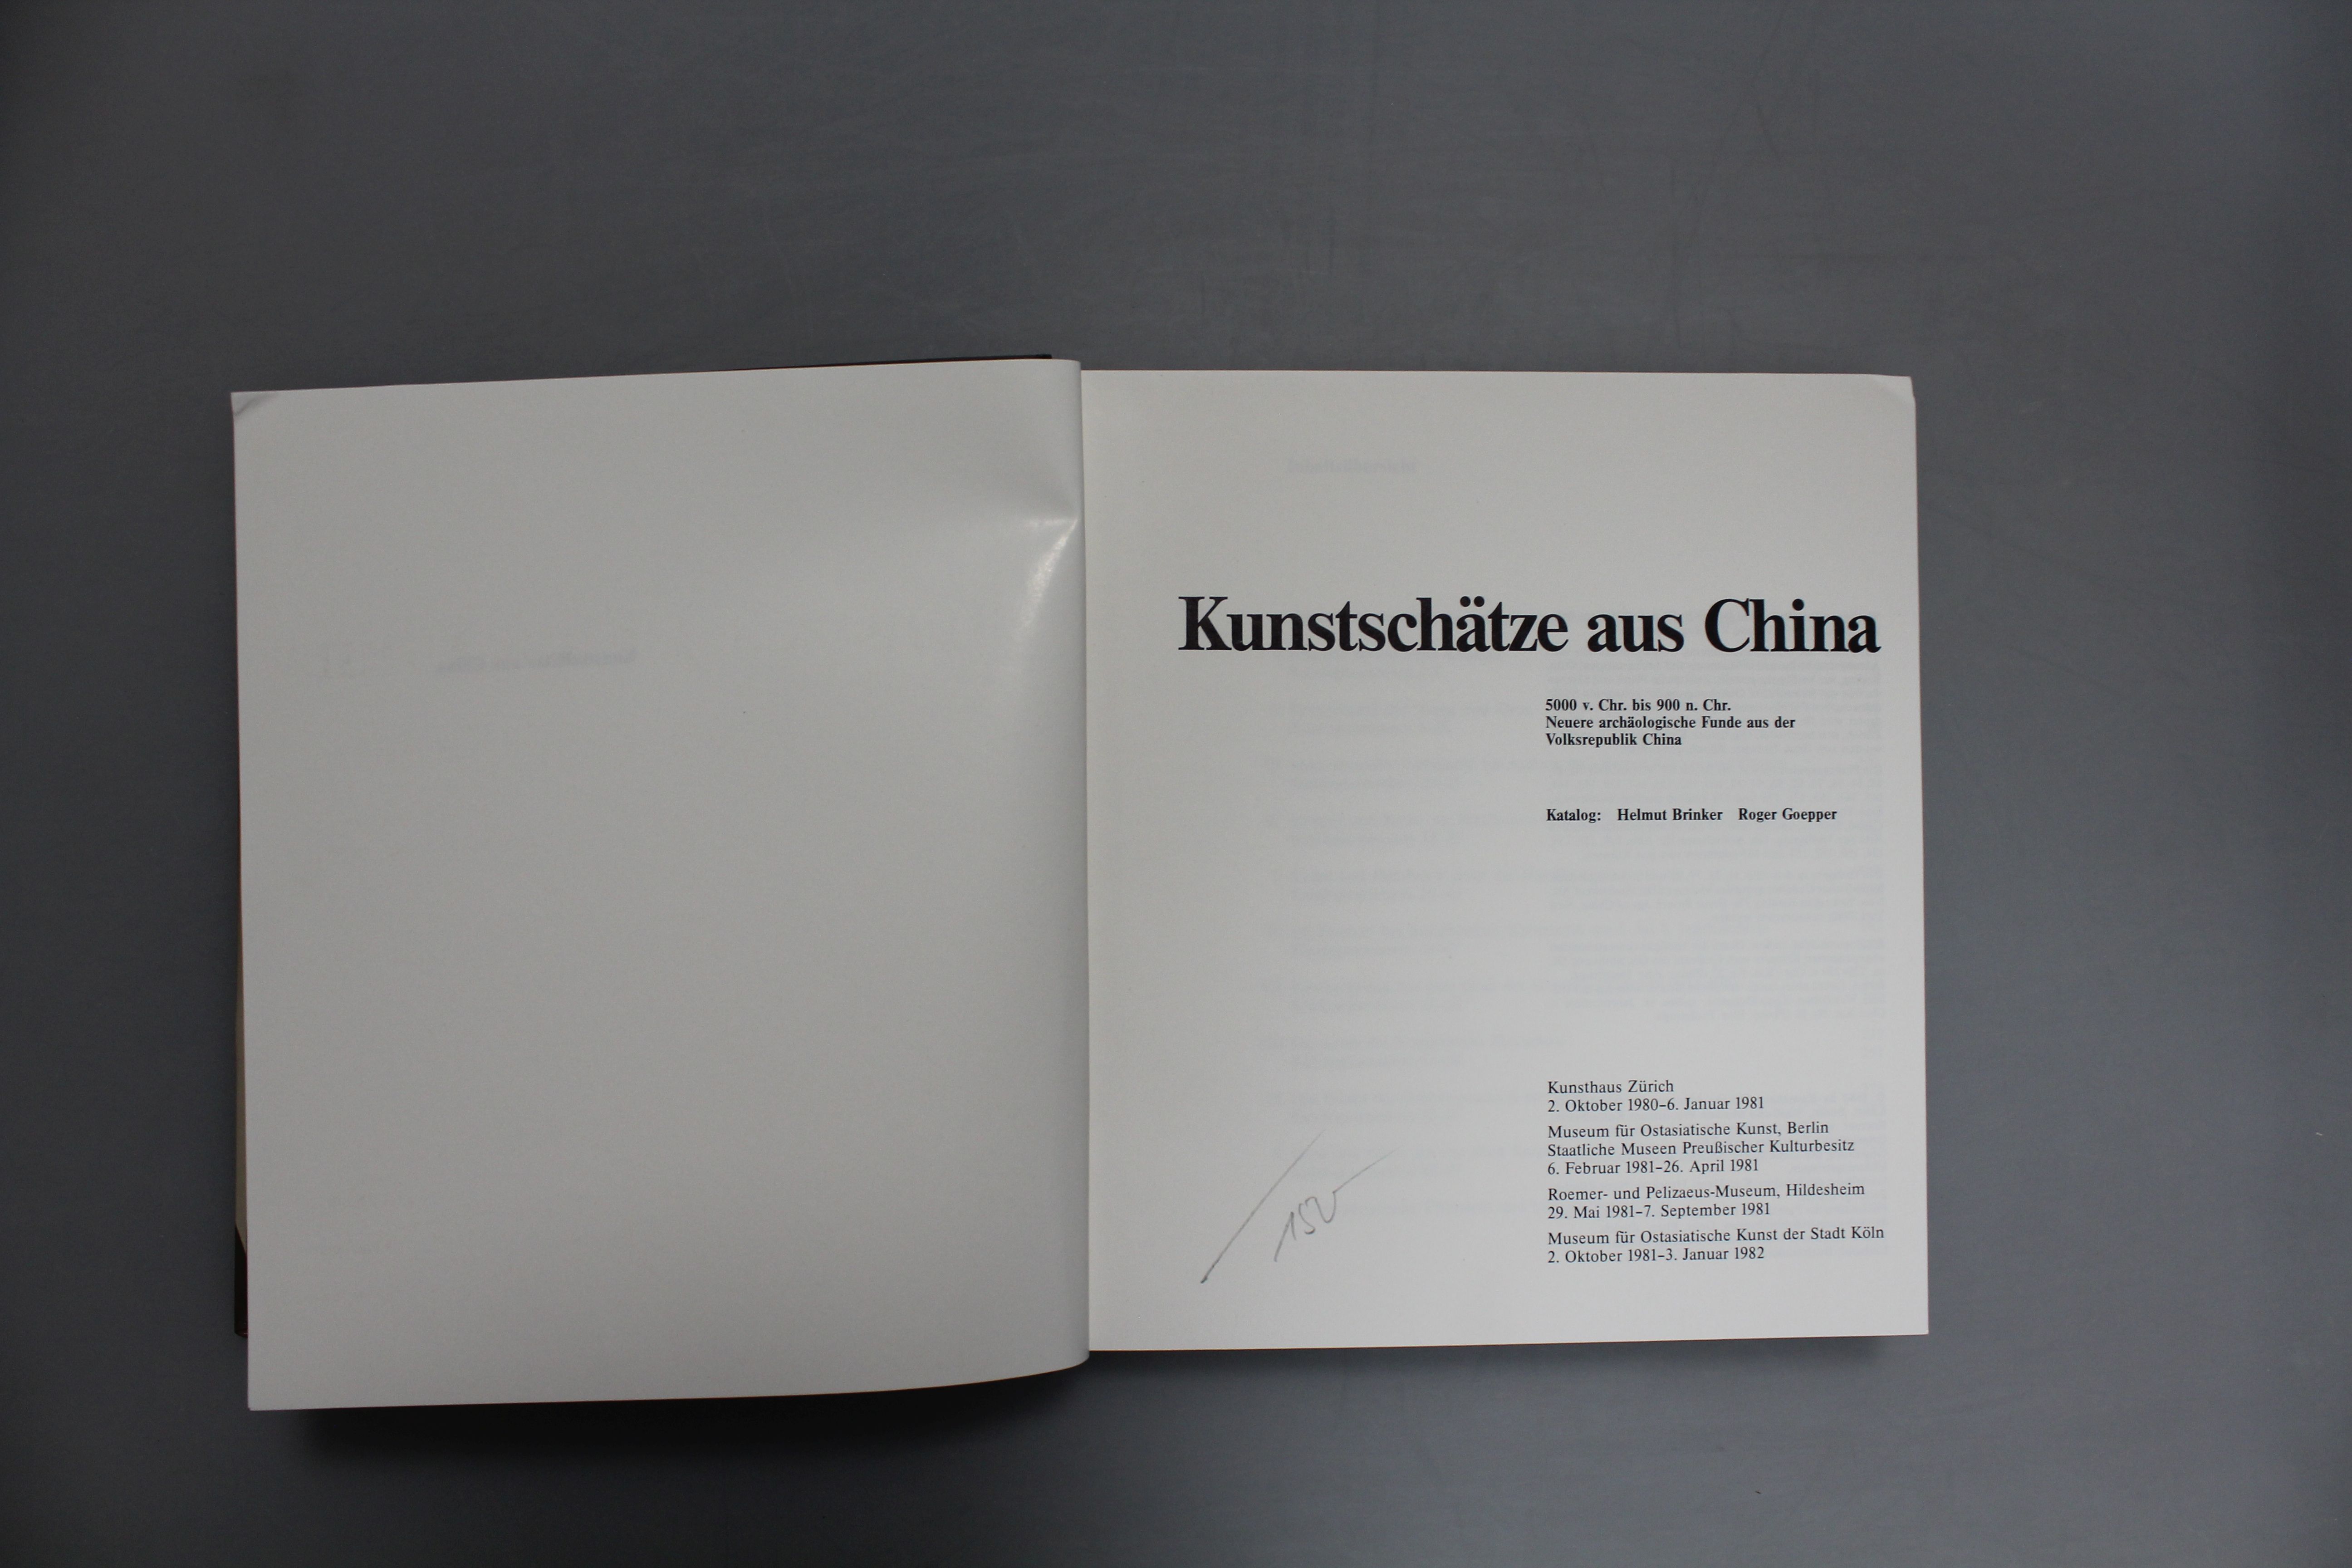 Kunstschätze aus China
5000 v. Chr. bis 900 n. Chr.
Neuere archäologische Funde aus der
Volksrepublik China
Katalog: Helmut Brinker Roger Goepper
Kunsthaus Zürich
2. Oktober 1980–6. Januar 1981
Museum für Ostasiatische Kunst, Berlin
Staatliche Museen Preußischer Kulturbesitz
6. Februar 1981–26. April 1981
Roemer- und Pelizaeus-Museum, Hildesheim
29. Mai 1981–7. September 1981
Museum für Ostasiatische Kunst der Stadt Köln
2. Oktober 1981–3. Januar 1982